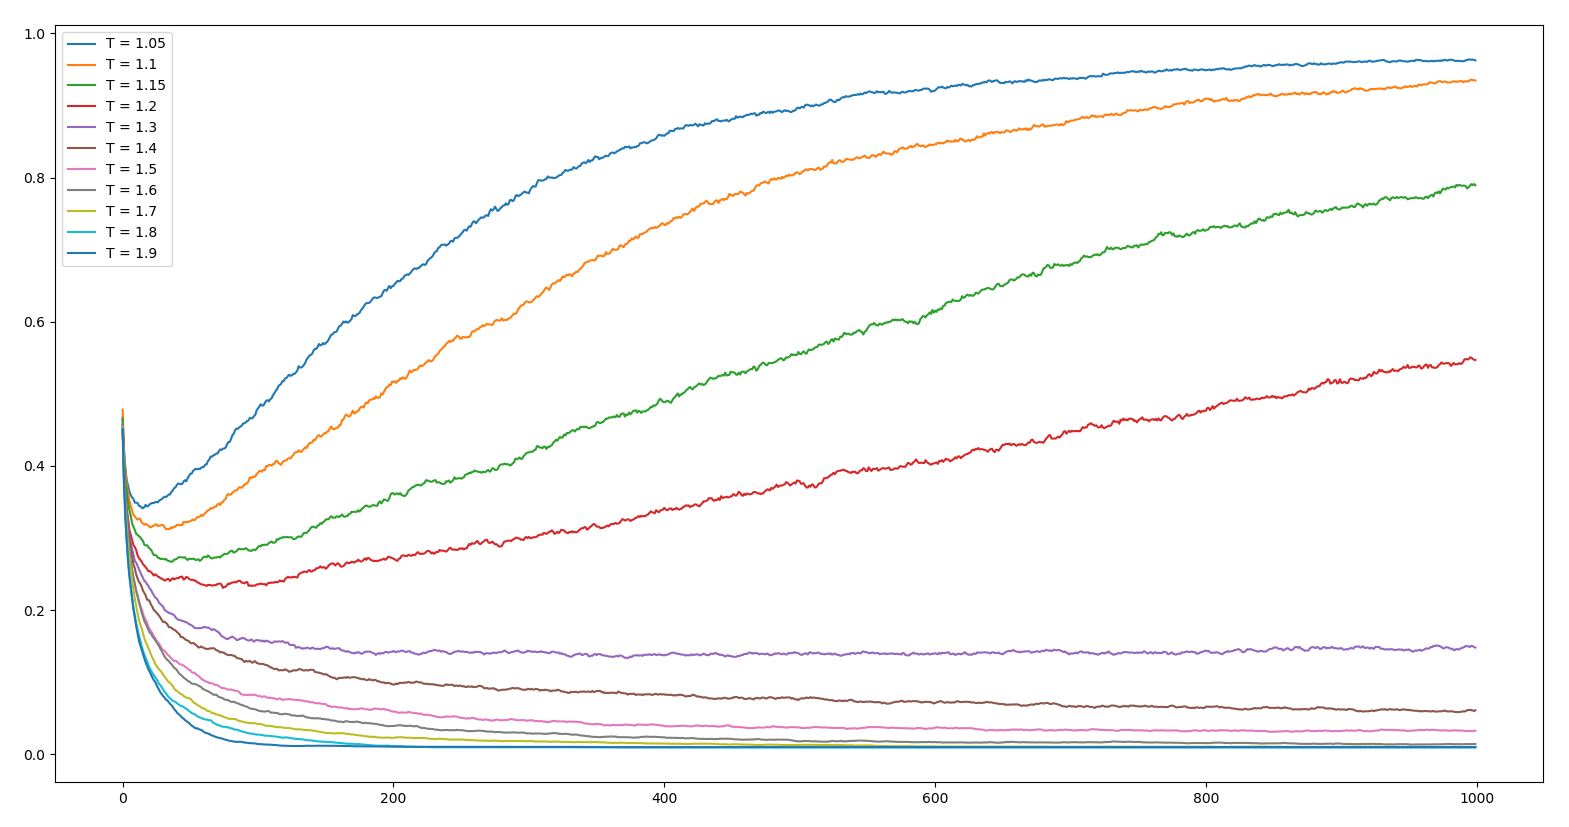 1.0
0.8
0.6
0.4
0.2
0.0
T = 1.05
T = 1.1
T = 1.15
T = 1.2
T = 1.3
T = 1.4
T = 1.5
T = 1.6
T = 1.7
T = 1.8
T = 1.9
0 200 400 600 800 1000